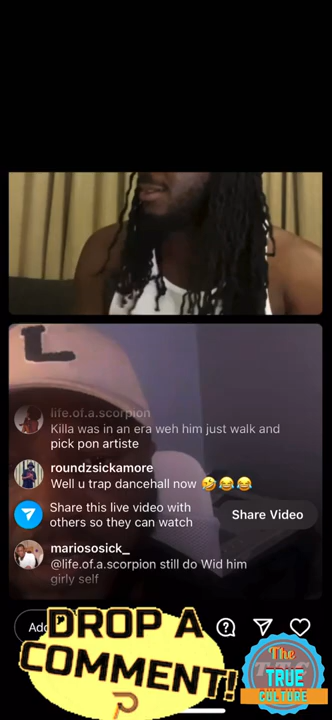 L
life.of.a.scorpion
Killa was in an era weh him just walk and
pick pon artiste
roundzsickamore
Well u trap dancehall now 🤣😂😂
Share this live video with
others so they can watch
Share Video
mariososick_
@life.of.a.scorpion still do Wid him
girly self
DROP A
COMMENT!
The
TRUE
CULTURE